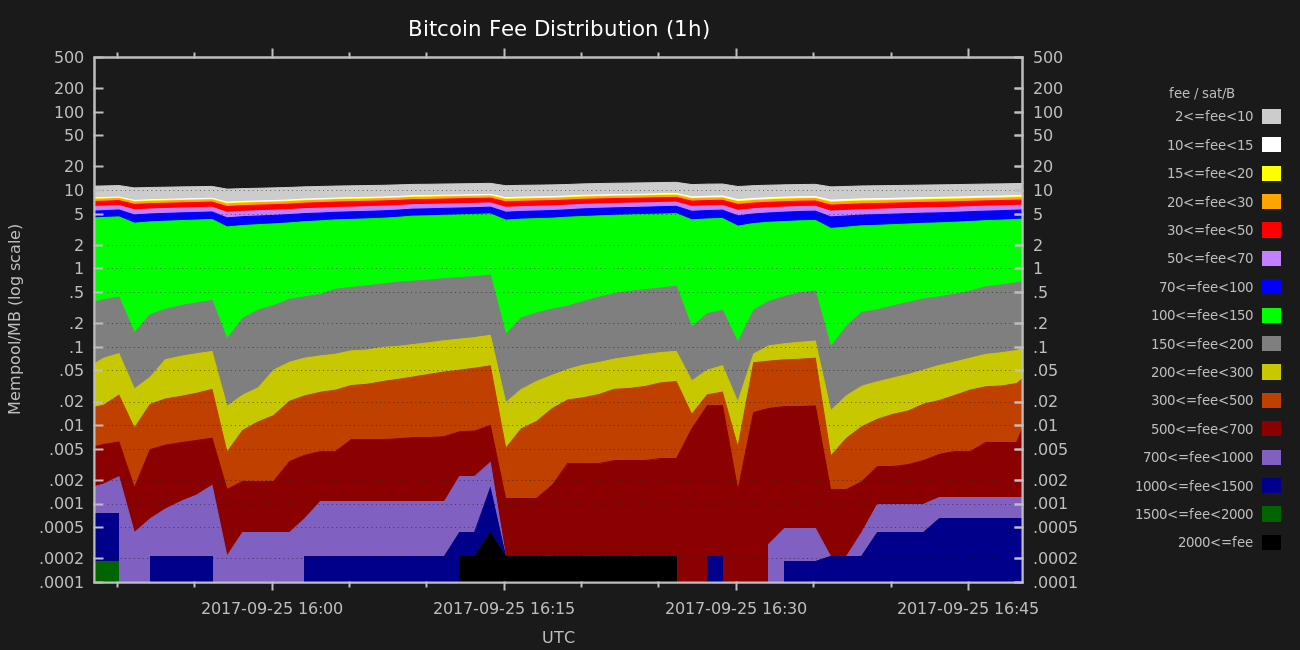 Bitcoin Fee Distribution (1h)
500 500
200 200
100 100
50 50
20 20
10 10
5 5
2 2
1 1
.5 .5
.2 .2
.1 .1
.05 .05
.02 .02
.01 .01
.005 .005
.002 .002
.001 .001
.0005 .0005
.0002 .0002
.0001 .0001
Mempool/MB (log scale)
2017-09-25 16:00 2017-09-25 16:15 2017-09-25 16:30 2017-09-25 16:45
UTC
fee / sat/B
2<=fee<10
10<=fee<15
15<=fee<20
20<=fee<30
30<=fee<50
50<=fee<70
70<=fee<100
100<=fee<150
150<=fee<200
200<=fee<300
300<=fee<500
500<=fee<700
700<=fee<1000
1000<=fee<1500
1500<=fee<2000
2000<=fee